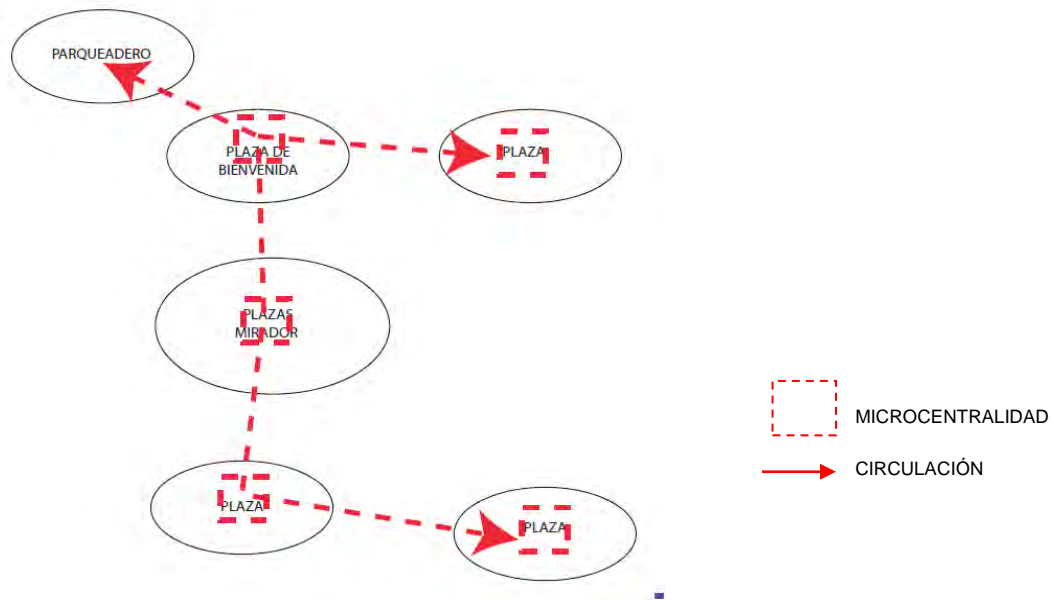 PARQUEADERO
PLAZA DE
BIENVENIDA
PLAZA
PLAZAS
MIRADOR
MICROCENTRALIDAD
CIRCULACIÓN
PLAZA
PLAZA